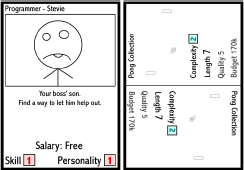 Programmer - Stevie
Your boss' son.
Find a way to let him help out.
Salary: Free
Skill 1 Personality 1
Pong Collection
Complexity 2
Length 7
Quality 5
Budget 170k
Pong Collection
Complexity 2
Length 7
Quality 5
Budget 170k